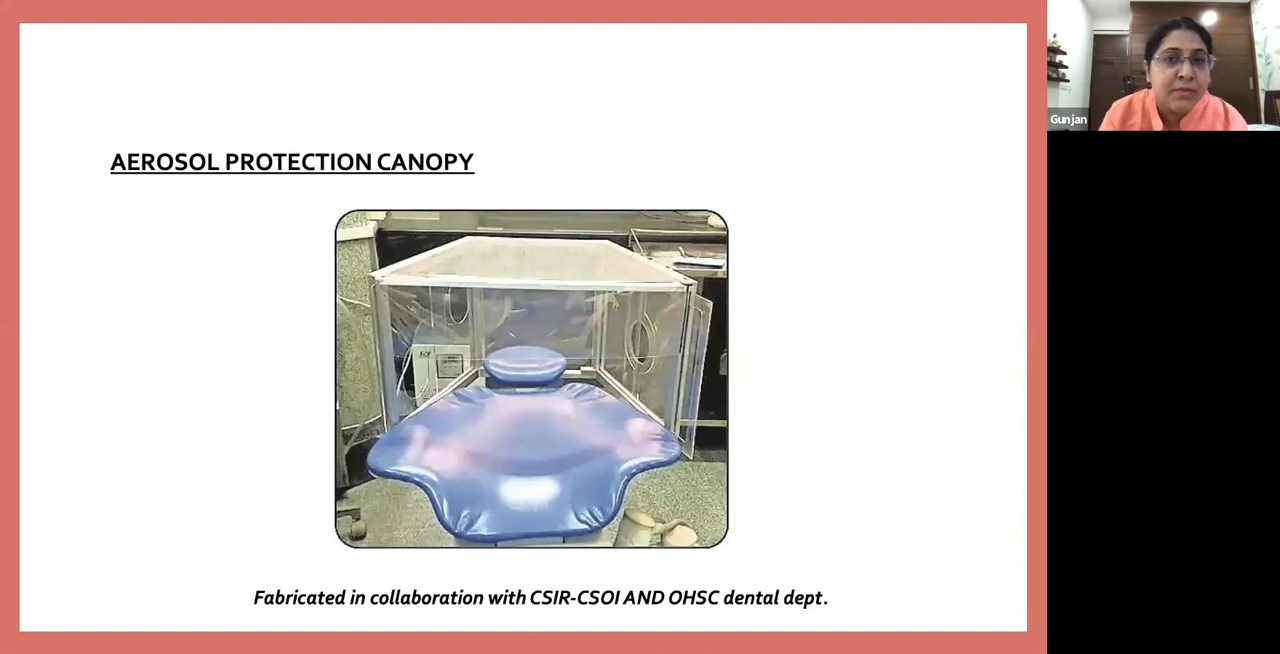 AEROSOL PROTECTION CANOPY
Fabricated in collaboration with CSIR-CSOI AND OHSC dental dept.
Gunjan